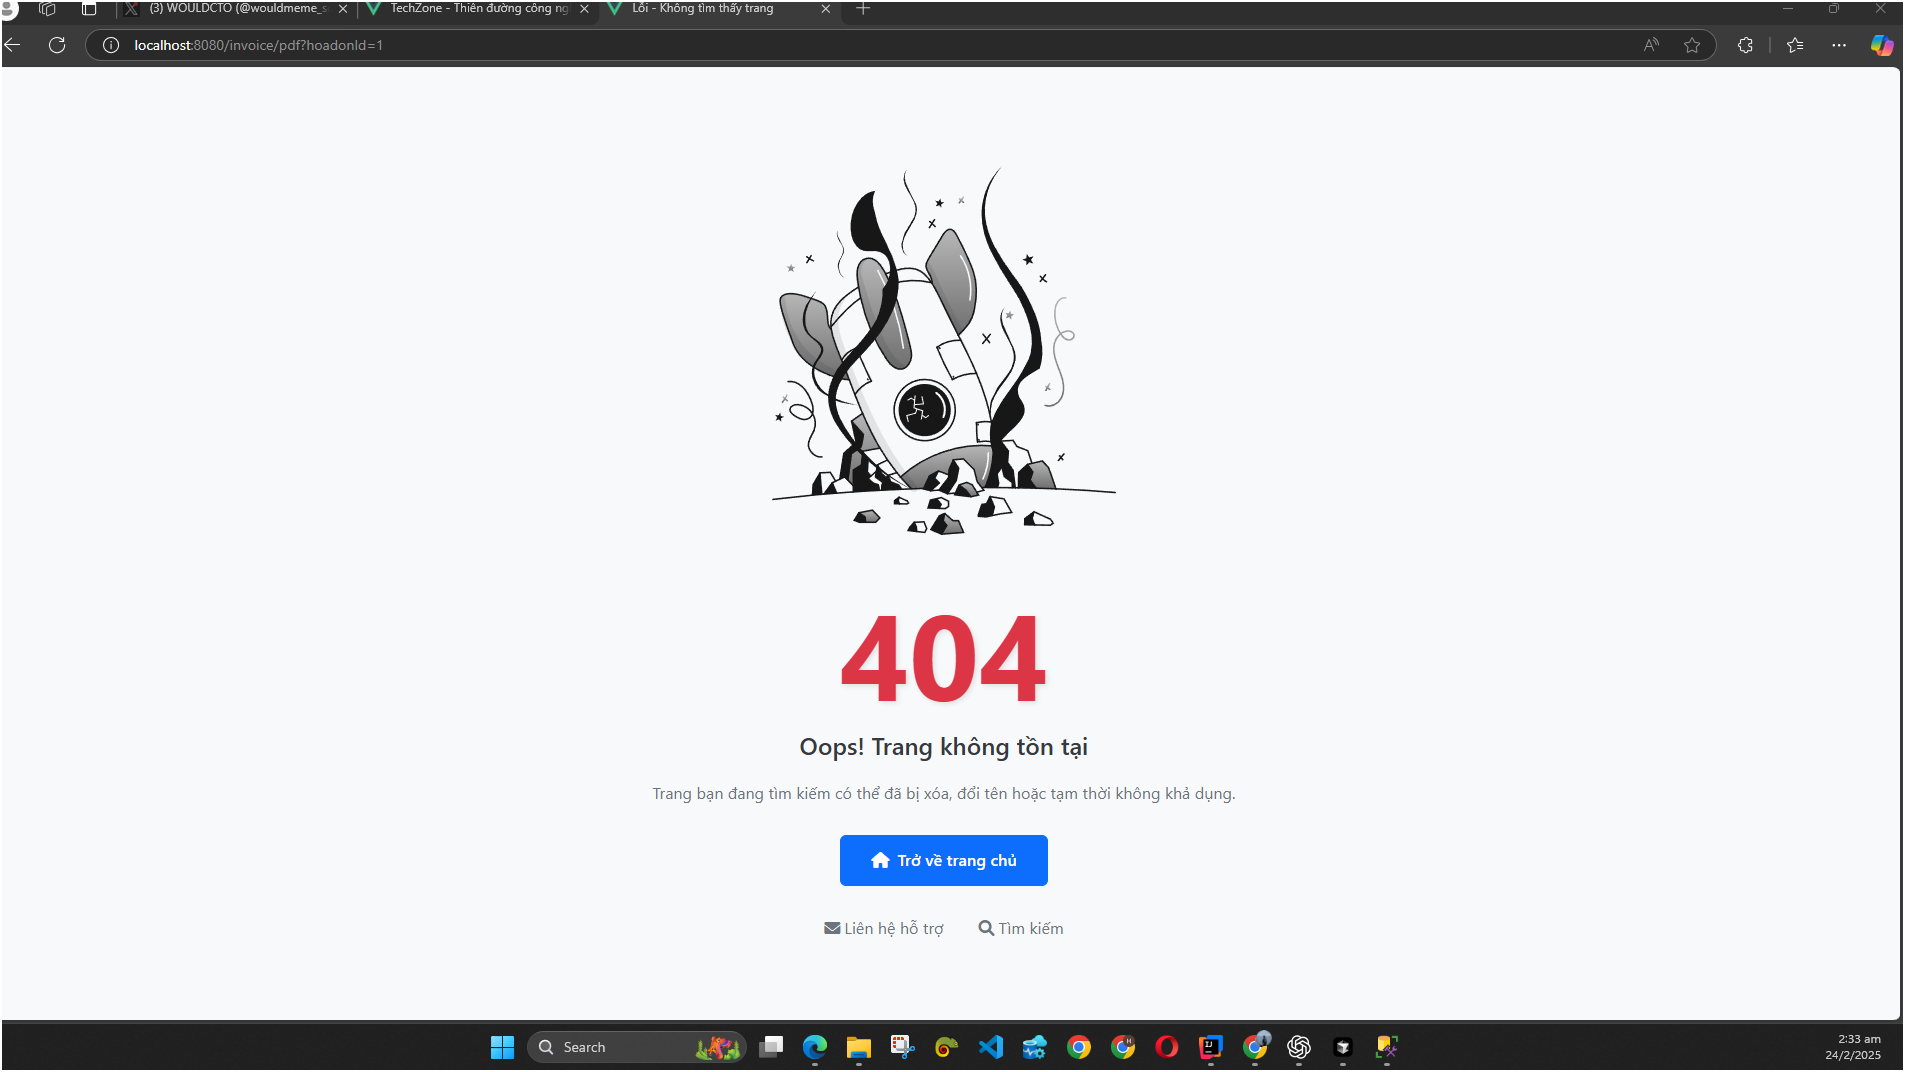 (3) WOULDCTO (@wouldmeme_s
TechZone - Thiên đường công ng
Lỗi - Không tìm thấy trang
localhost:8080/invoice/pdf?hoadonId=1
404
Oops! Trang không tồn tại
Trang bạn đang tìm kiếm có thể đã bị xóa, đổi tên hoặc tạm thời không khả dụng.
Trở về trang chủ
Liên hệ hỗ trợ
Tìm kiếm
Search
2:33 am
24/2/2025